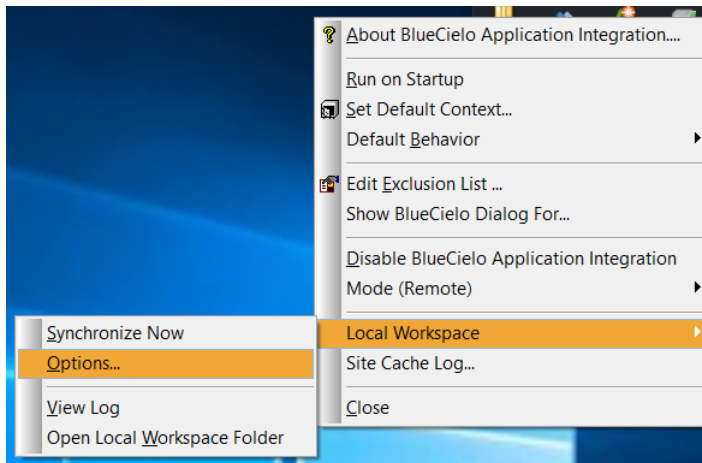 About BlueCielo Application Integration....
Run on Startup
Set Default Context...
Default Behavior
Edit Exclusion List ...
Show BlueCielo Dialog For...
Disable BlueCielo Application Integration
Mode (Remote)
Local Workspace
Site Cache Log...
Close
Synchronize Now
Options...
View Log
Open Local Workspace Folder